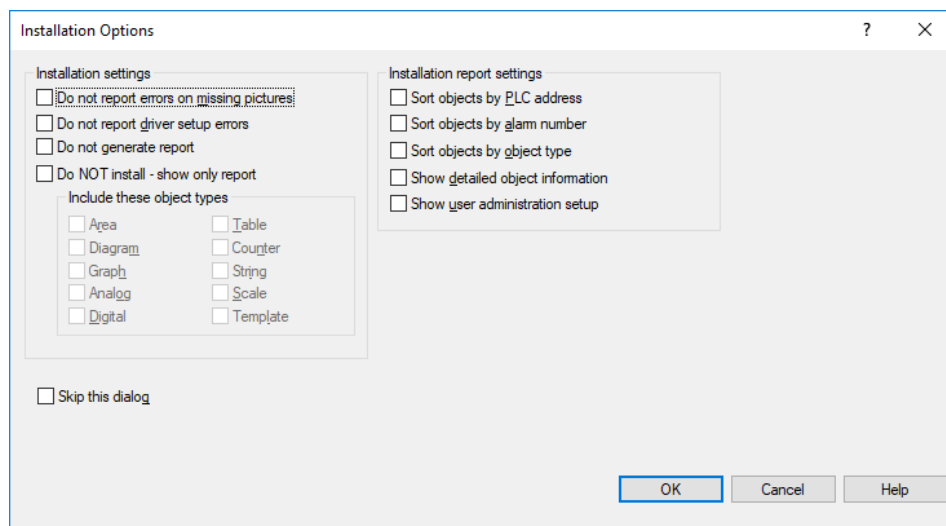 Installation Options
Installation settings
Do not report errors on missing pictures
Do not report driver setup errors
Do not generate report
Do NOT install - show only report
Include these object types
Area
Table
Diagram
Counter
Graph
String
Analog
Scale
Digital
Template
Installation report settings
Sort objects by PLC address
Sort objects by alarm number
Sort objects by object type
Show detailed object information
Show user administration setup
Skip this dialog
OK
Cancel
Help